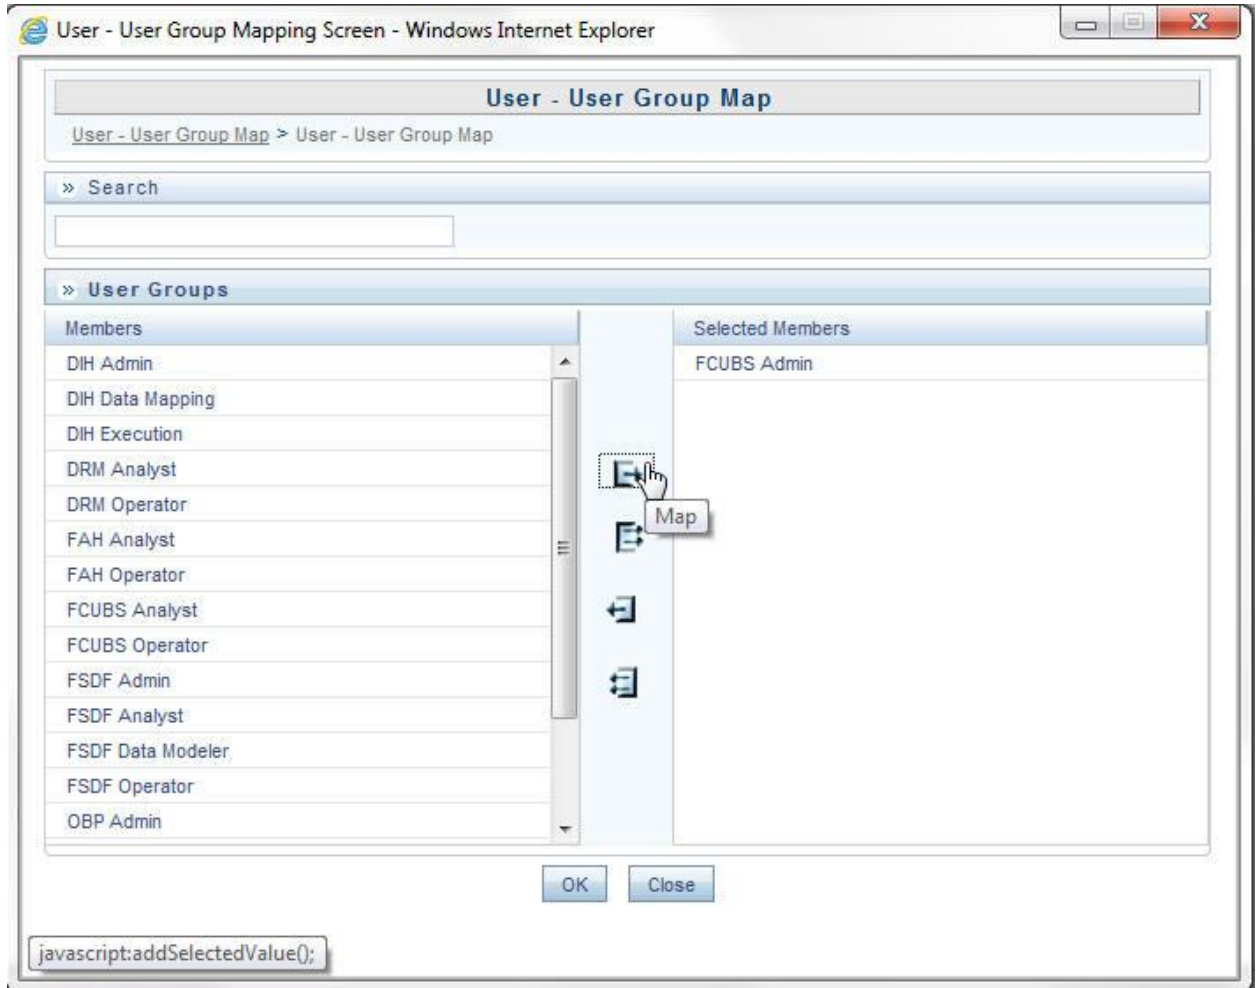 User - User Group Mapping Screen - Windows Internet Explorer
User - User Group Map
User - User Group Map > User - User Group Map
» Search
» User Groups
Members
DIH Admin
DIH Data Mapping
DIH Execution
DRM Analyst
DRM Operator
FAH Analyst
FAH Operator
FCUBS Analyst
FCUBS Operator
FSDF Admin
FSDF Analyst
FSDF Data Modeler
FSDF Operator
OBP Admin
Map
Selected Members
FCUBS Admin
OK Close
javascript:addSelectedValue();